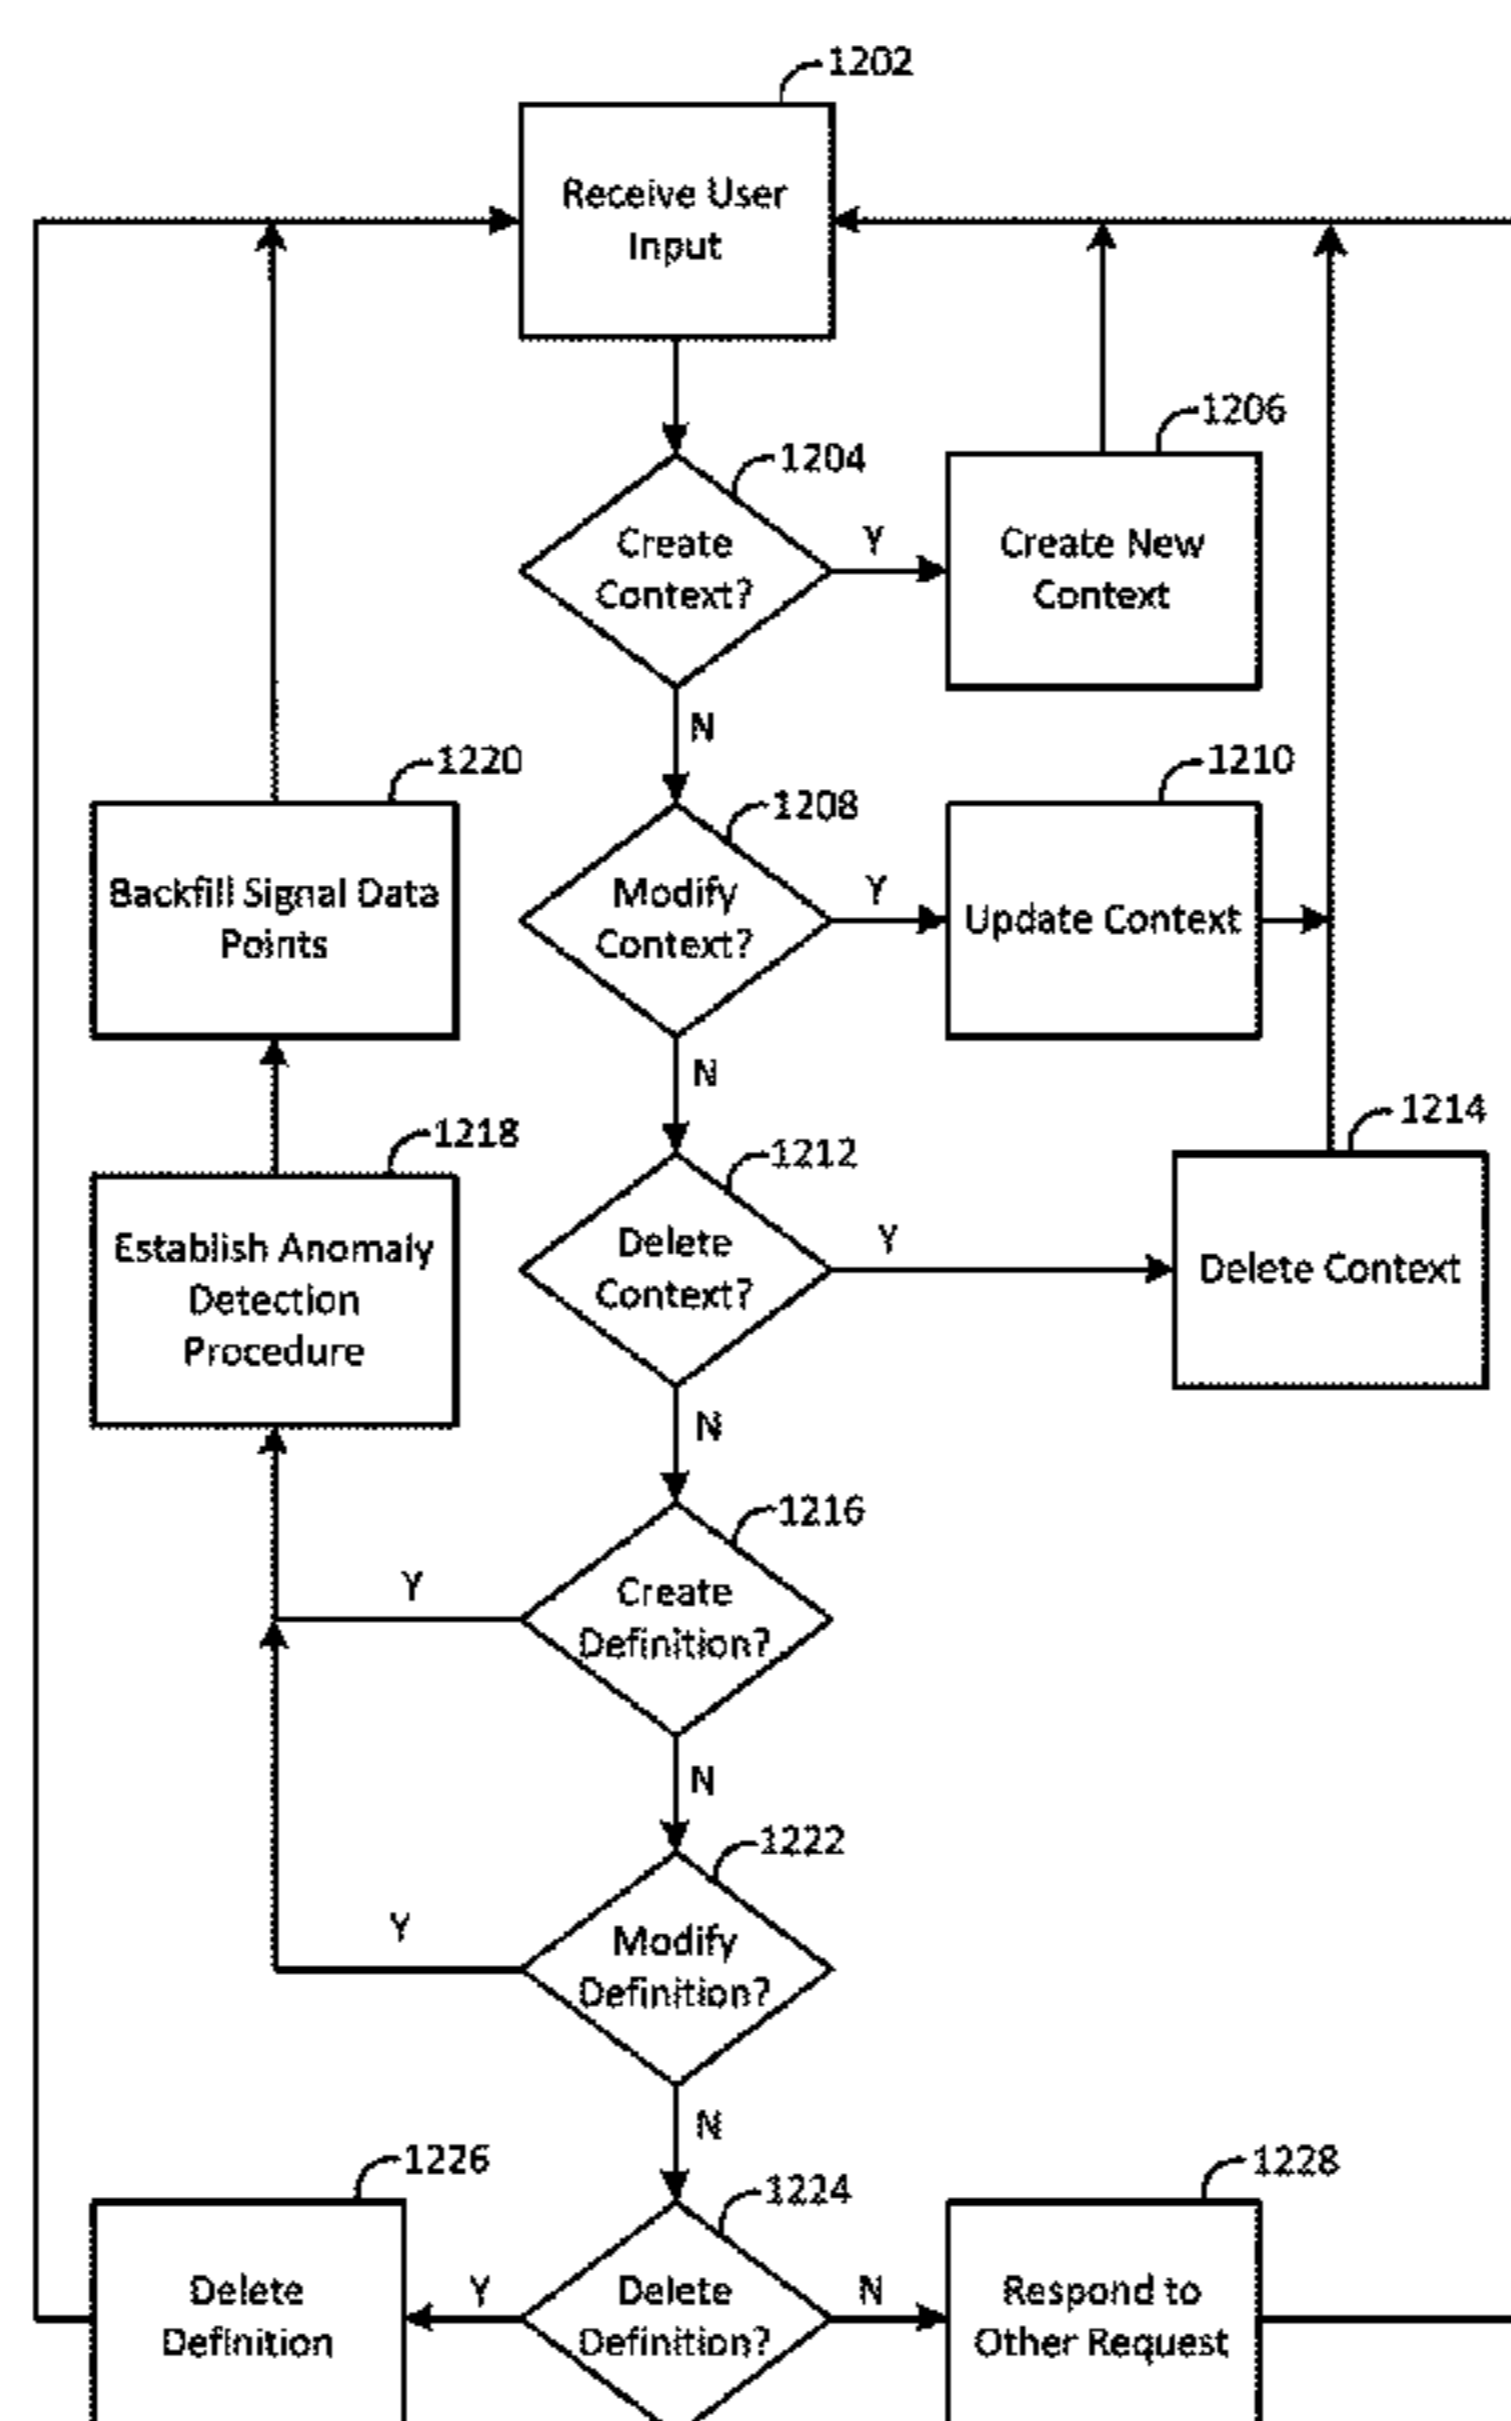 1202
Receive User
Input
1206
1204
Create
Context?
Y
Create New
Context
N
1220
1208
1210
Backfill Signal Data
Points
Modify
Context?
Y
Update Context
N
1218
1212
1214
Establish Anomaly
Detection
Procedure
Delete
Context?
Y
Delete Context
N
1216
Y
Create
Definition?
N
1222
Y
Modify
Definition?
N
1226
1224
1228
Delete
Definition
Y
Delete
Definition?
N
Respond to
Other Request